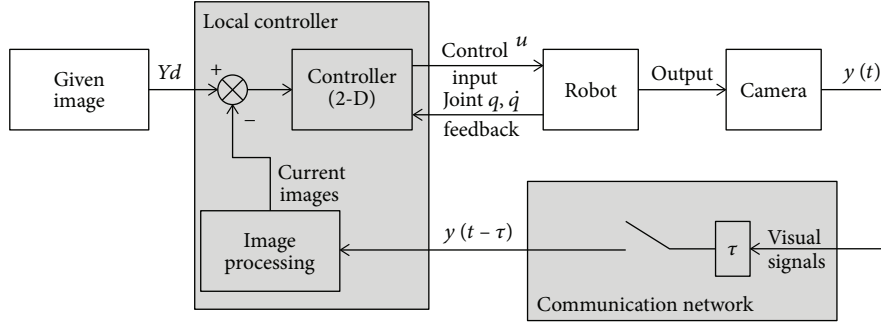 Local controller
Given
image
Yd
+
−
Controller
(2-D)
Control u
input
Joint q, q̇
feedback
Robot
Output
Camera
y (t)
Current
images
Image
processing
y (t − τ)
τ
Visual
signals
Communication network